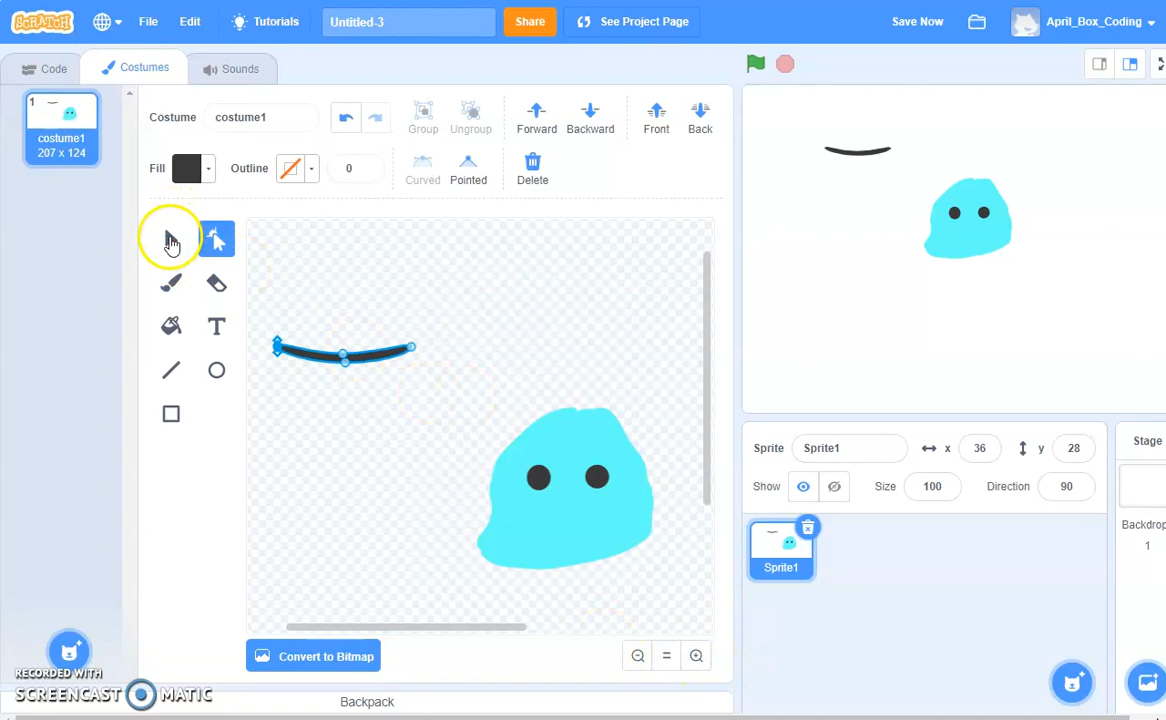 SCRATCH File Edit Tutorials Untitled-3 Share See Project Page Save Now April_Box_Coding
Code Costumes Sounds
1
costume1
207 x 124
Costume costume1 Group Ungroup Forward Backward Front Back
Fill Outline 0 Curved Pointed Delete
T
Convert to Bitmap
Backpack
Sprite Sprite1 x 36 y 28
Show Size 100 Direction 90
Sprite1
Stage
Backdrop
1
RECORDED WITH
SCREENCAST MATIC